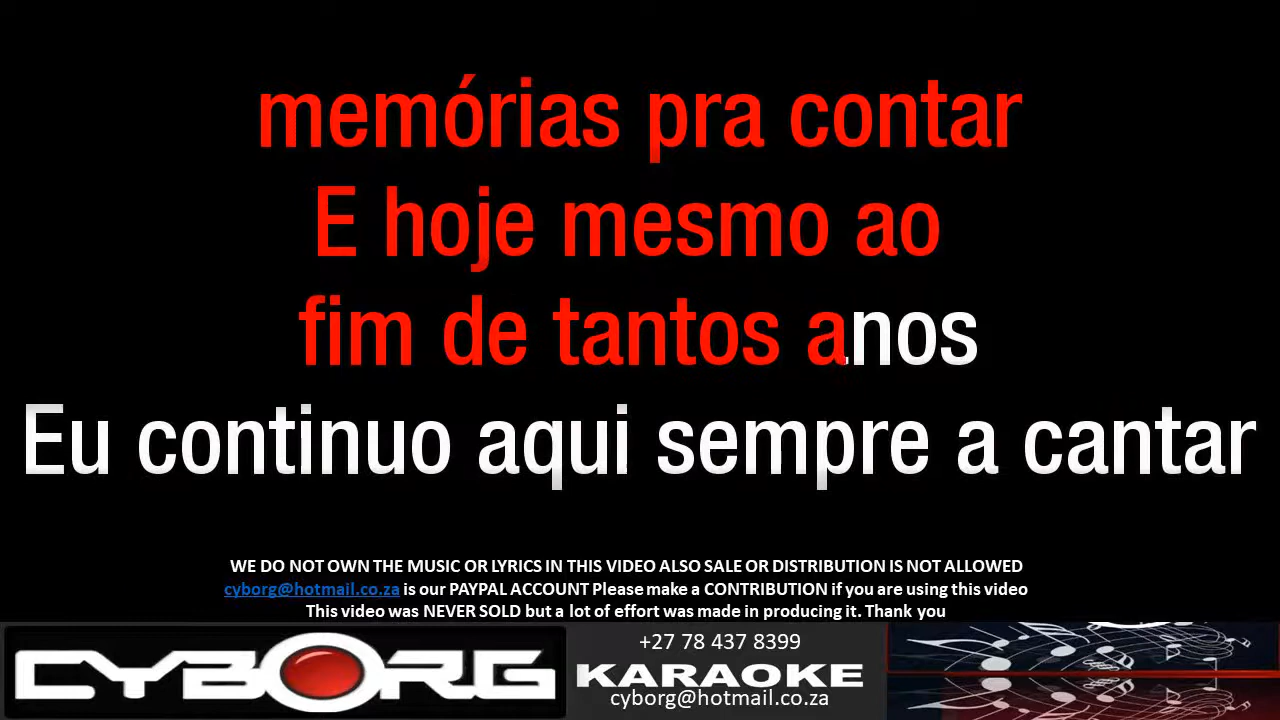 memórias pra contar
E hoje mesmo ao
fim de tantos anos
Eu continuo aqui sempre a cantar
WE DO NOT OWN THE MUSIC OR LYRICS IN THIS VIDEO ALSO SALE OR DISTRIBUTION IS NOT ALLOWED
cyborg@hotmail.co.za is our PAYPAL ACCOUNT Please make a CONTRIBUTION if you are using this video
This video was NEVER SOLD but a lot of effort was made in producing it. Thank you
CYBORG
+27 78 437 8399
KARAOKE
cyborg@hotmail.co.za